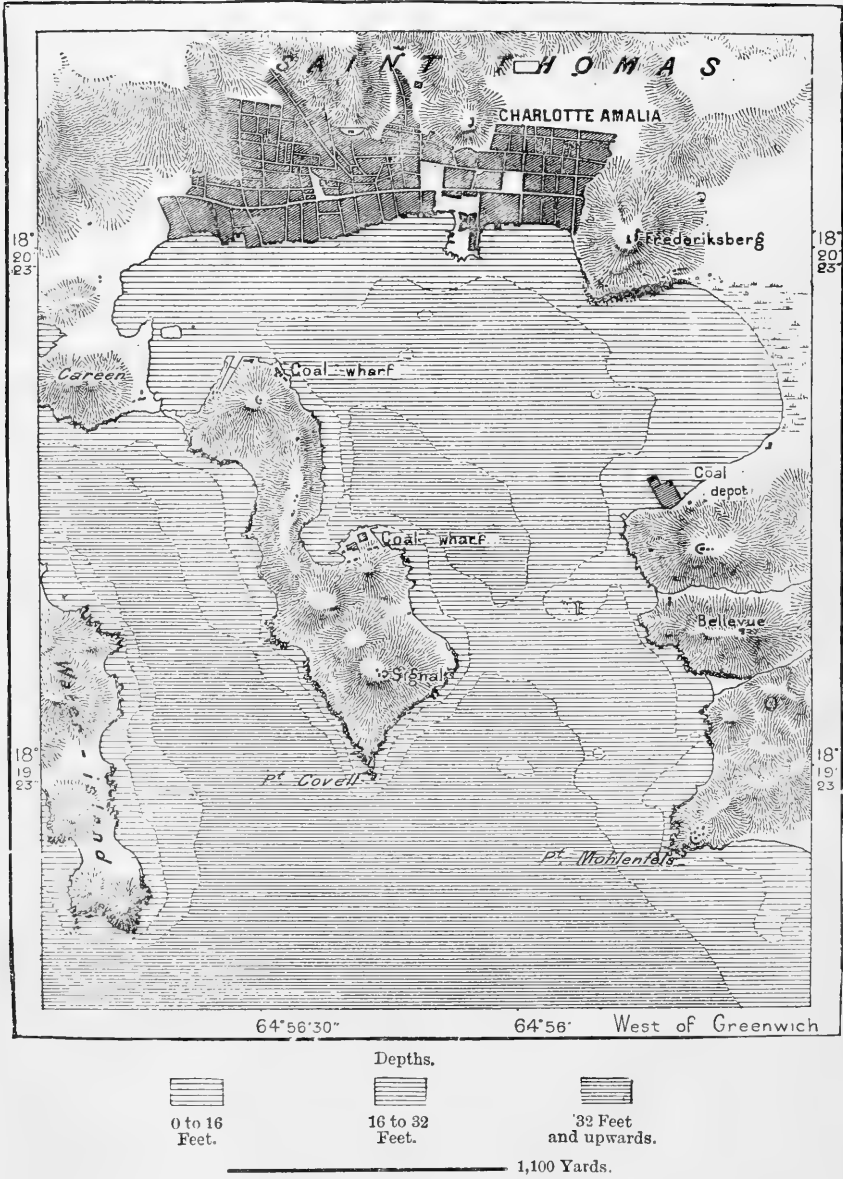 SAINT THOMAS
CHARLOTTE AMALIA
18°
20
23"
Frederiksberg
18°
20'
23"
Careen
Coal wharf
Coal
depot
Coal wharf
Bellevue
Signal
Water-island
18°
19
23"
Pt. Covell
18°
19
23"
Pt. Mohlenfels
64°56'30"
64°56'
West of Greenwich
Depths.
0 to 16
Feet.
16 to 32
Feet.
32 Feet
and upwards.
1,100 Yards.